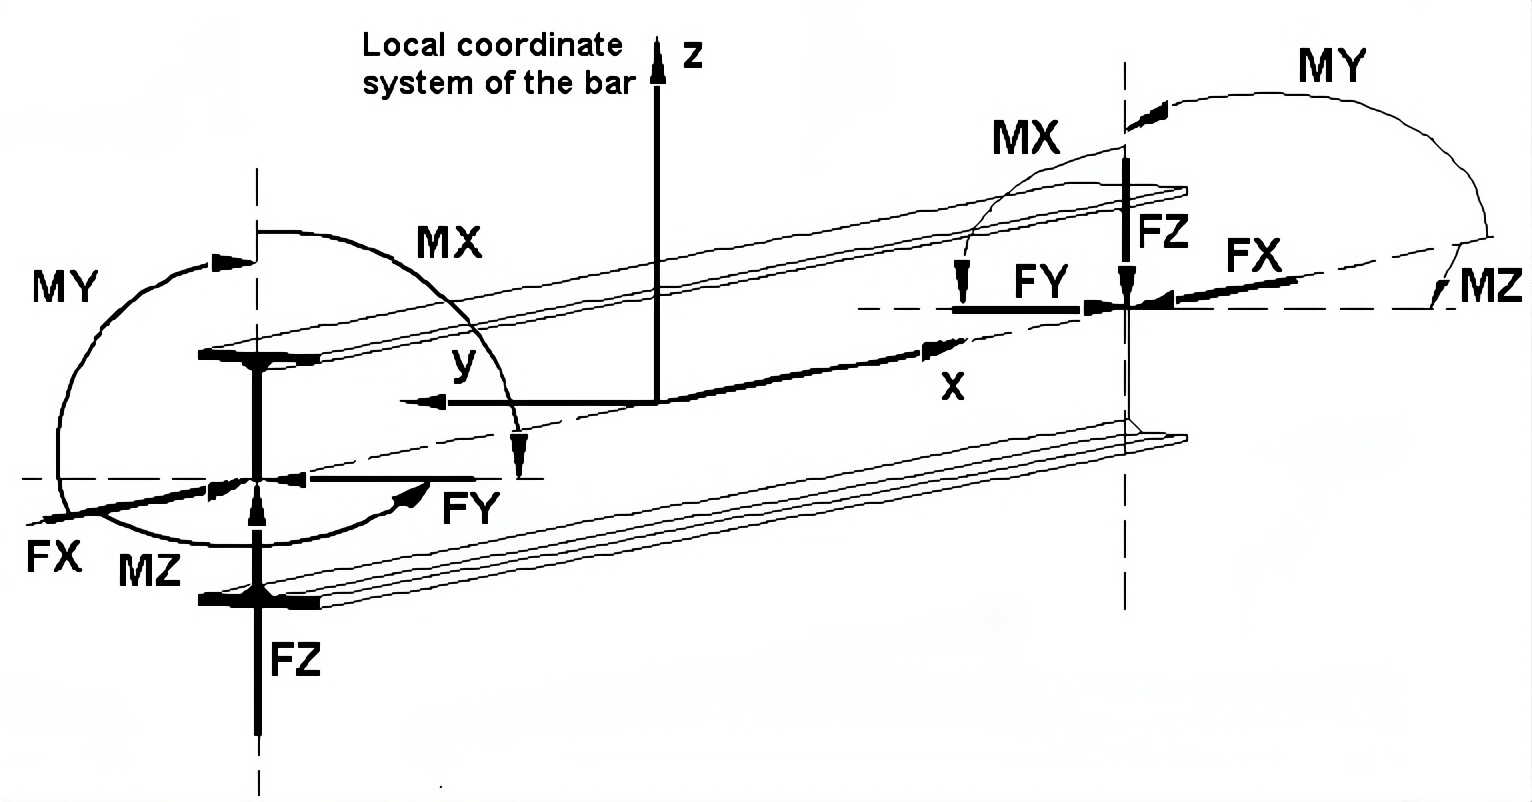 Local coordinate
system of the bar
z
MY
MX
MX
MY
FZ
FX
FY
MZ
y
x
FY
FX
MZ
FZ